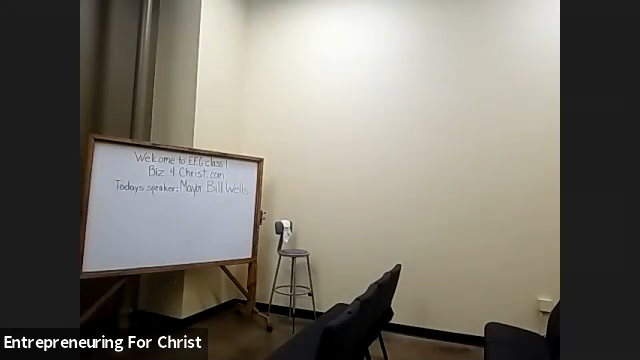 Welcome to EFC class!
Biz 4 Christ.com
Todays speaker: Mayor Bill Wells
Entrepreneuring For Christ